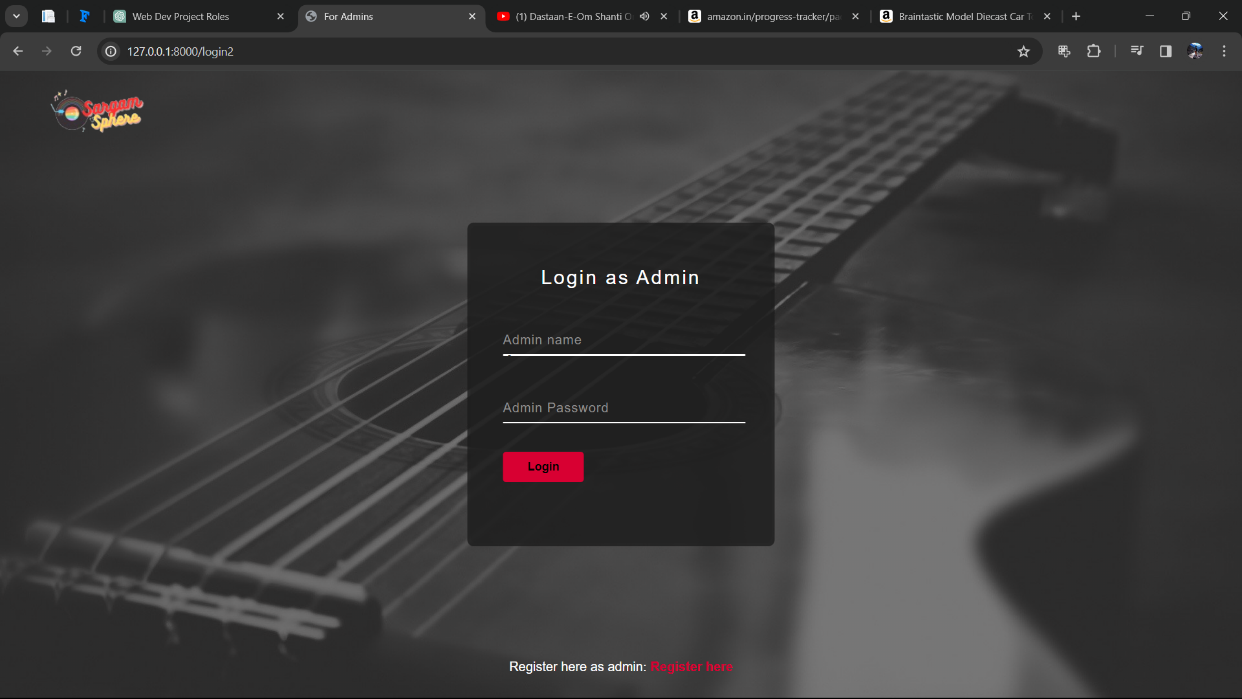 Web Dev Project Roles
For Admins
(1) Dastaan-E-Om Shanti O
amazon.in/progress-tracker/pa
Braintastic Model Diecast Car T
127.0.0.1:8000/login2
Sargam
Sphere
Login as Admin
Admin name
Admin Password
Login
Register here as admin: Register here